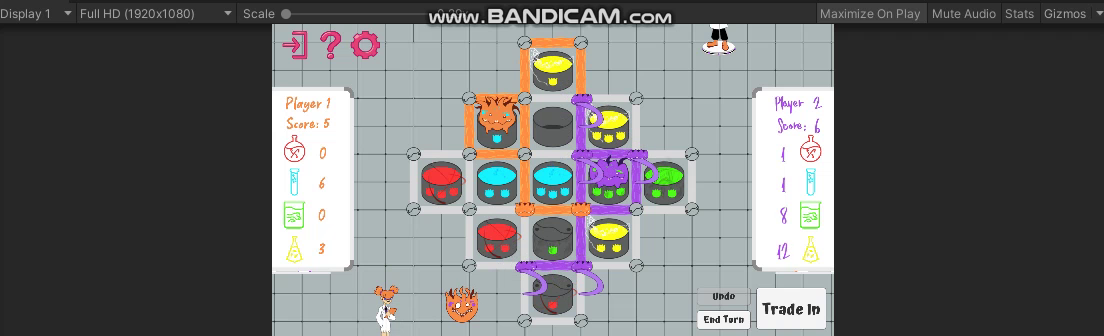 Display 1 Full HD (1920x1080) Scale www.BANDICAM.com Maximize On Play Mute Audio Stats Gizmos
?
Player 1
Score: 5
0
6
0
3
Player 2
Score: 6
1
1
8
12
Undo
End Turn
Trade In